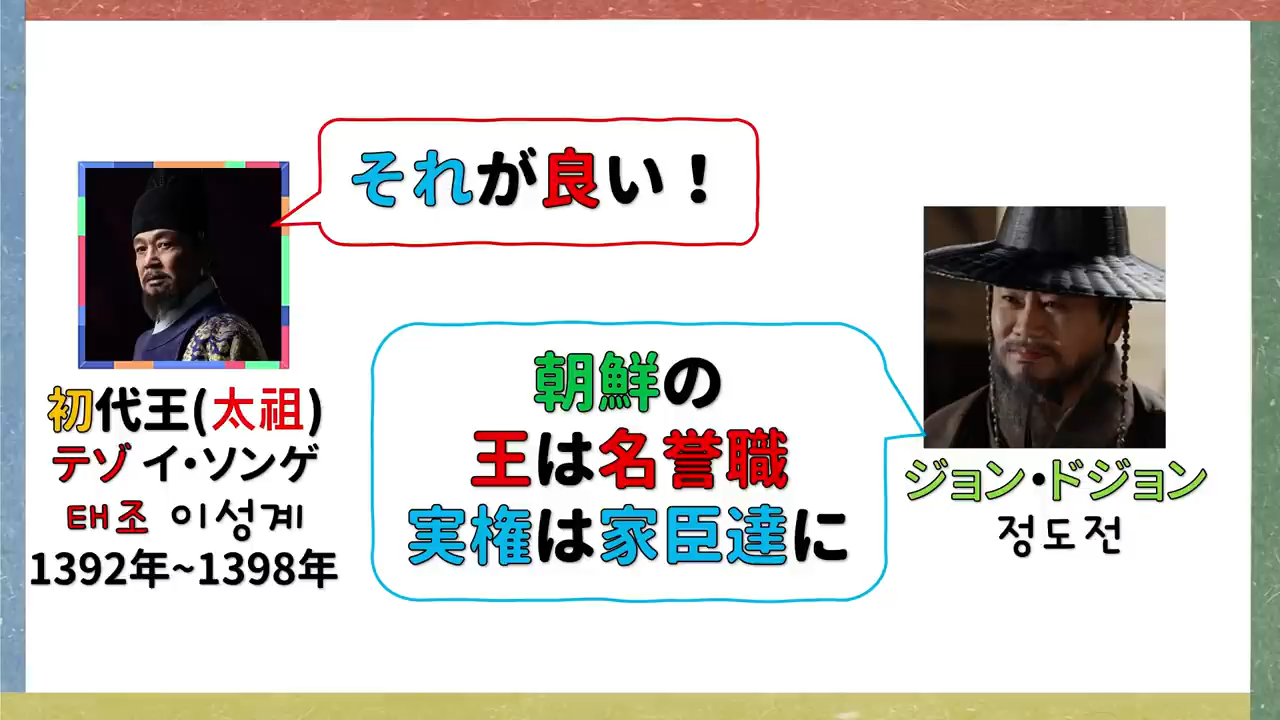 それが良い！
初代王(太祖)
テゾ イ・ソンゲ
태조 이성계
1392年~1398年
朝鮮の
王は名誉職
実権は家臣達に
ジョン・ドジョン
정도전